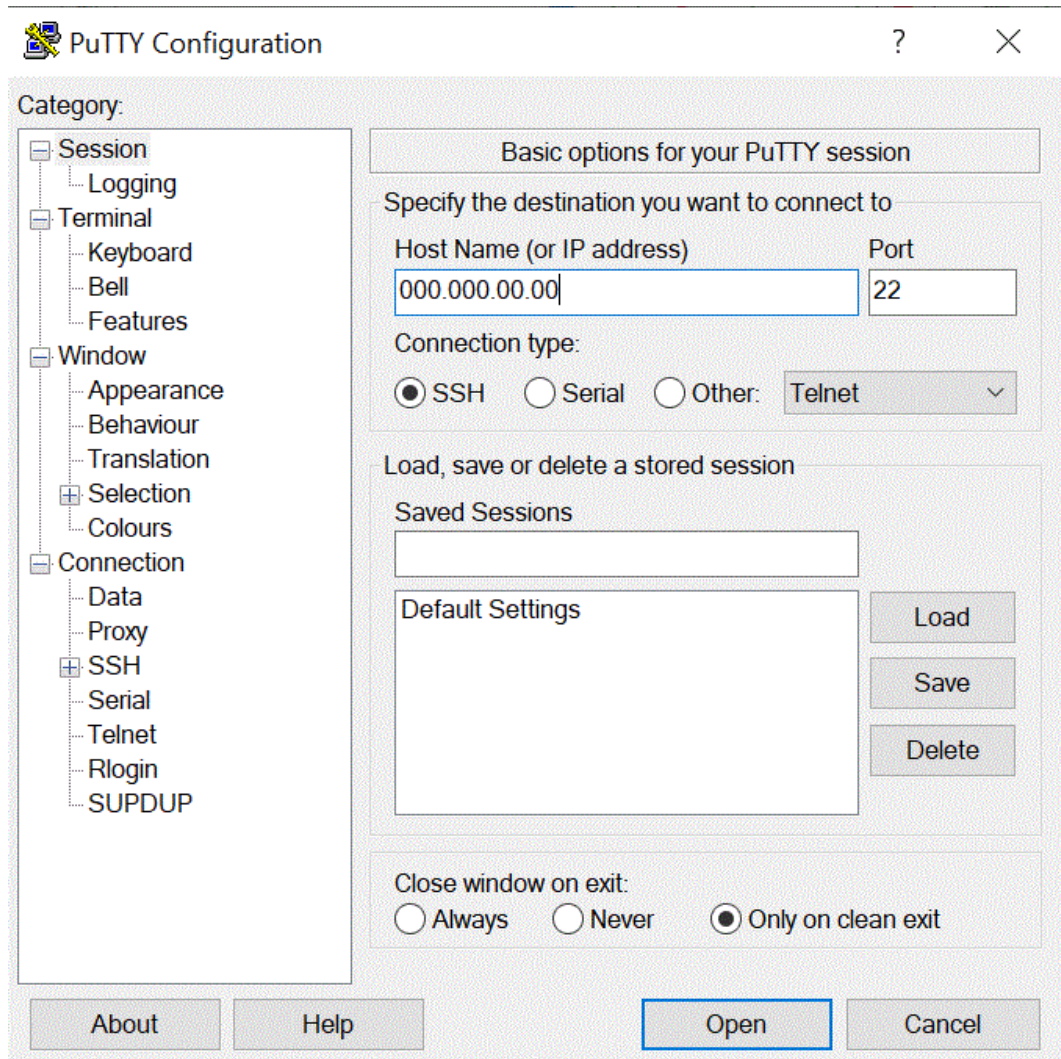 PuTTY Configuration
?
Category:
Session
Logging
Terminal
Keyboard
Bell
Features
Window
Appearance
Behaviour
Translation
Selection
Colours
Connection
Data
Proxy
SSH
Serial
Telnet
Rlogin
SUPDUP
Basic options for your PuTTY session
Specify the destination you want to connect to
Host Name (or IP address) Port
000.000.00.00 22
Connection type:
SSH Serial Other: Telnet
Load, save or delete a stored session
Saved Sessions
Default Settings
Load
Save
Delete
Close window on exit:
Always Never Only on clean exit
About Help Open Cancel